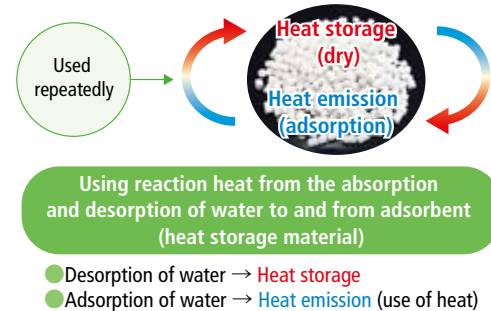 Used
repeatedly
Heat storage
(dry)
Heat emission
(adsorption)
Using reaction heat from the absorption
and desorption of water to and from adsorbent
(heat storage material)
●Desorption of water → Heat storage
●Adsorption of water → Heat emission (use of heat)